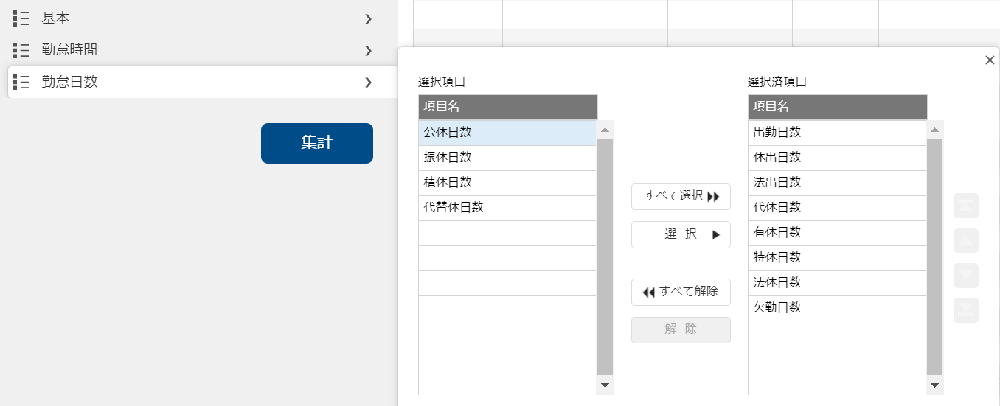 基本
勤怠時間
勤怠日数
集計
選択項目
項目名
公休日数
振休日数
積休日数
代替休日数
すべて選択
選 択
すべて解除
解 除
選択済項目
項目名
出勤日数
休出日数
法出日数
代休日数
有休日数
特休日数
法休日数
欠勤日数